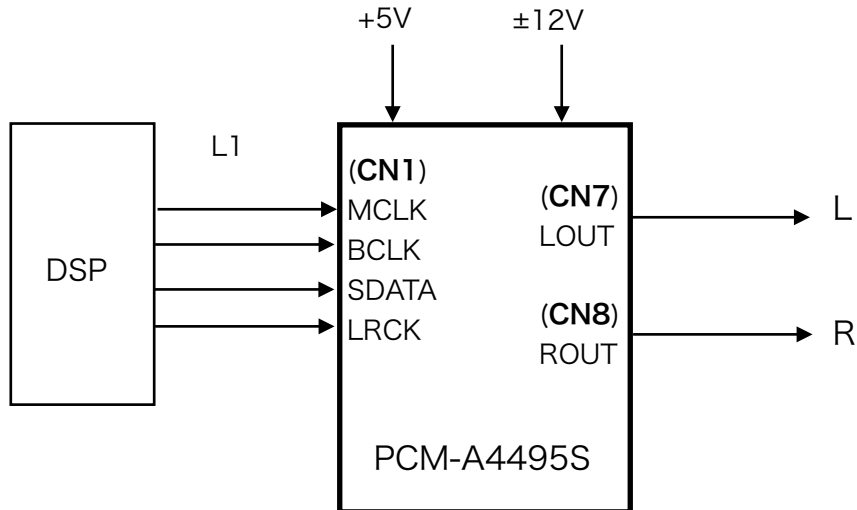 +5V
±12V
L1
(CN1)
MCLK
BCLK
SDATA
LRCK
DSP
(CN7)
LOUT
L
(CN8)
ROUT
R
PCM-A4495S